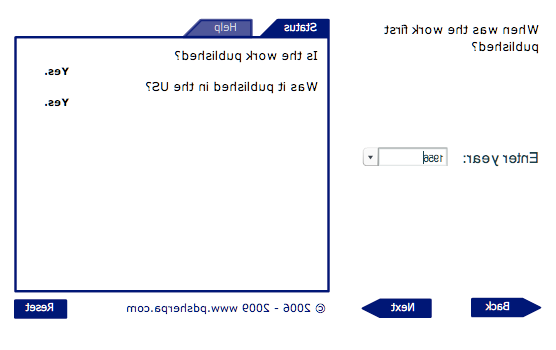 When was the work first
published?
Enter year:
Back
Next
Status
Help
Is the work published?
Yes.
Was it published in the US?
Yes.
© 2006 - 2009 www.pdsherpa.com
Reset